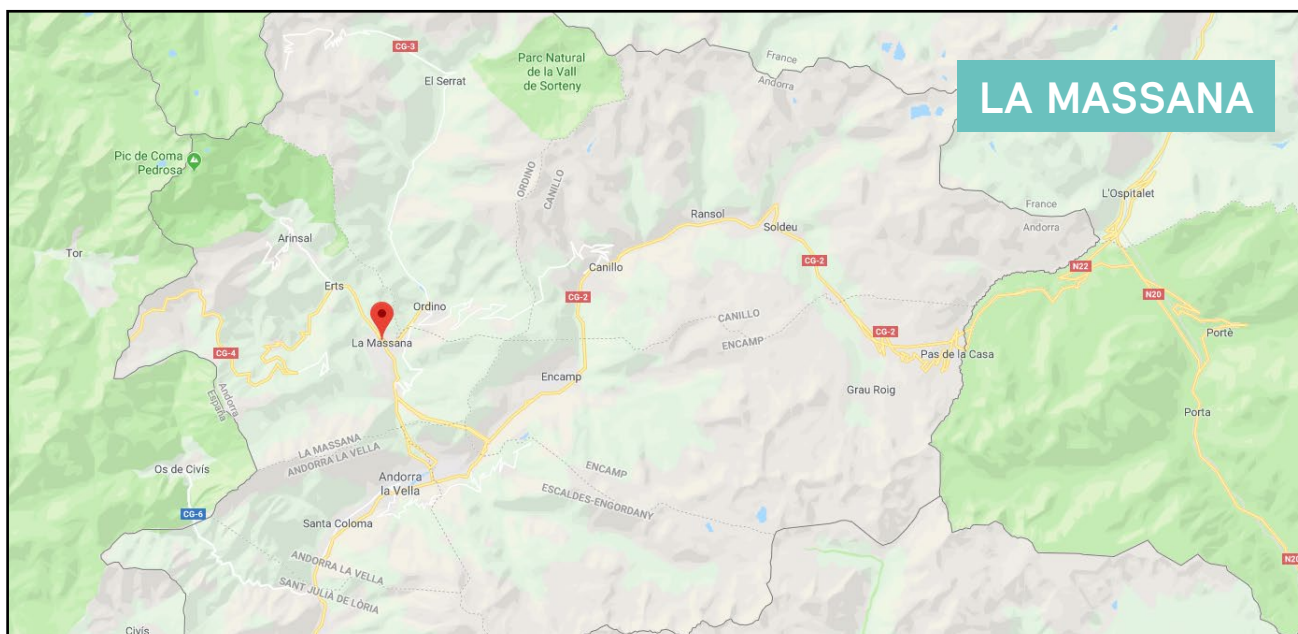 LA MASSANA
CG-3
El Serrat
Parc Natural
de la Vall
de Sorteny
France
Andorra
Pic de Coma
Pedrosa
ORDINO
CANILLO
L'Ospitalet
Ransol
Soldeu
France
Andorra
Arinsal
Tor
Canillo
CG-2
N22
Erts
CG-2
N20
Ordino
CANILLO
ENCAMP
CG-2
Portè
La Massana
CG-4
Pas de la Casa
Encamp
Grau Roig
Andorra
España
Porta
LA MASSANA
ANDORRA LA VELLA
Os de Civís
Andorra
la Vella
ENCAMP
ESCALDES-ENGORDANY
CG-6
Santa Coloma
ANDORRA LA VELLA
SANT JULIÀ DE LÒRIA
N20
Civís